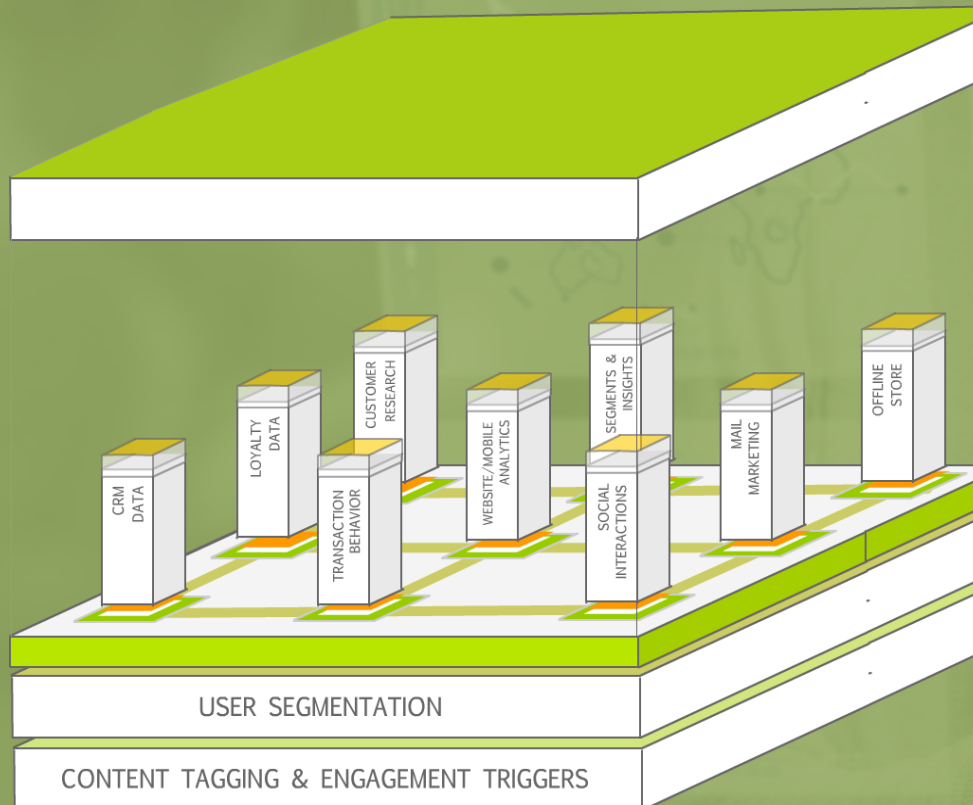 CUSTOMER
RESEARCH
SEGMENTS &
INSIGHTS
OFFLINE
STORE
LOYALTY
DATA
WEBSITE/MOBILE
ANALYTICS
MAIL
MARKETING
CRM
DATA
TRANSACTION
BEHAVIOR
SOCIAL
INTERACTIONS
USER SEGMENTATION
CONTENT TAGGING & ENGAGEMENT TRIGGERS